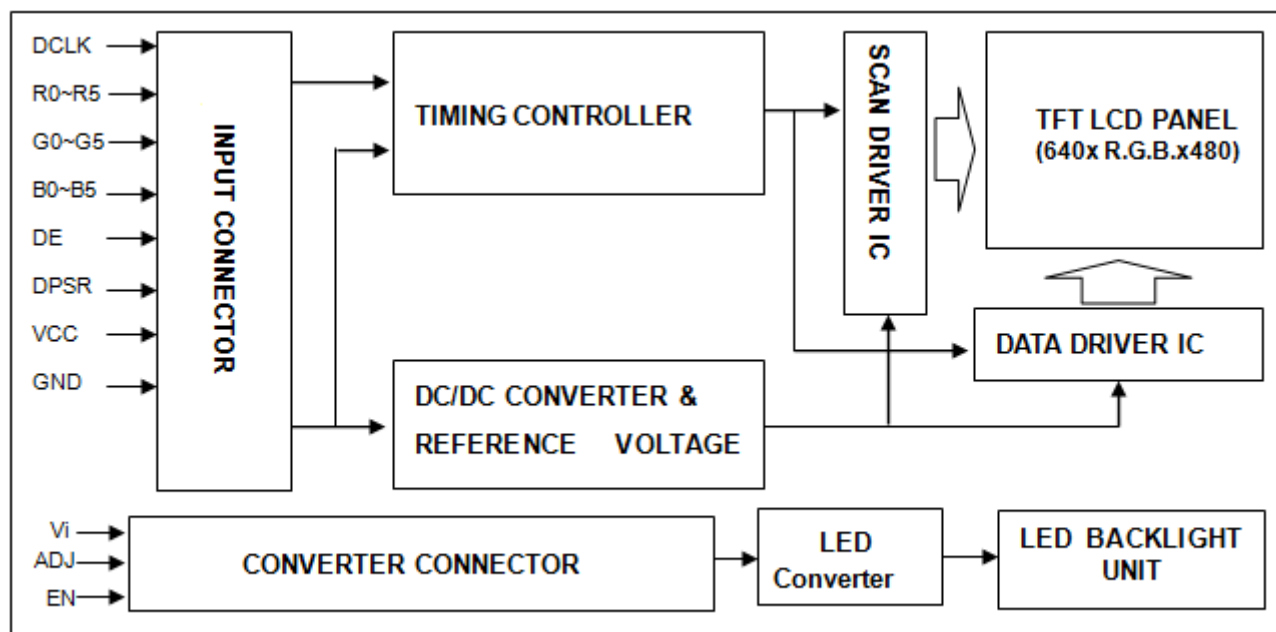 DCLK
R0~R5
G0~G5
B0~B5
DE
DPSR
VCC
GND
INPUT CONNECTOR
TIMING CONTROLLER
SCAN DRIVER IC
TFT LCD PANEL
(640x R.G.B.x480)
DATA DRIVER IC
DC/DC CONVERTER &
REFERENCE VOLTAGE
Vi
ADJ
EN
CONVERTER CONNECTOR
LED
Converter
LED BACKLIGHT
UNIT